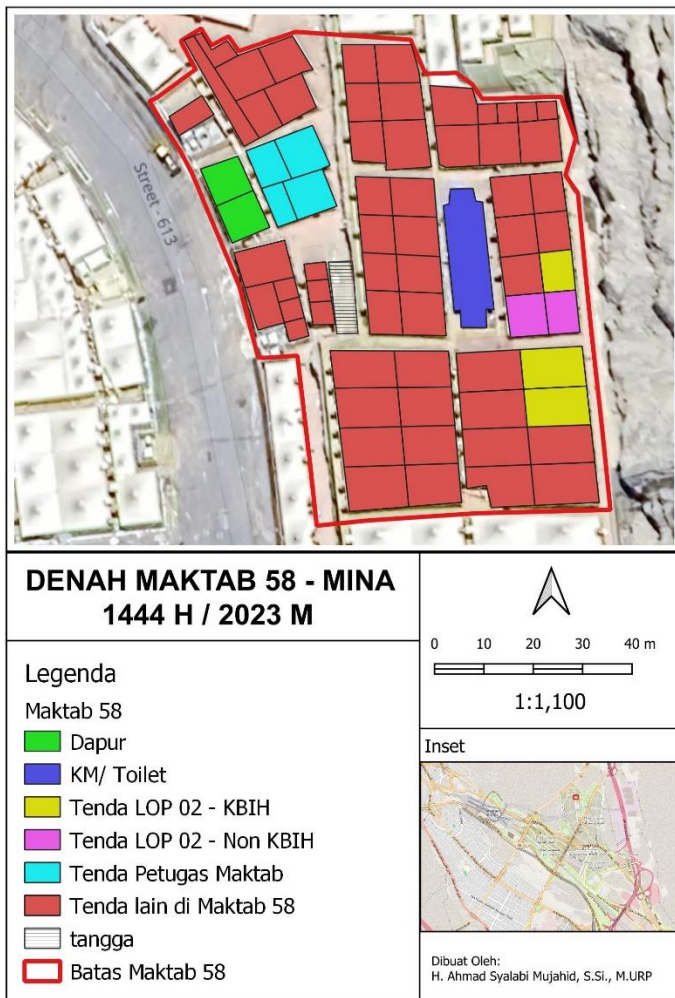 Street - 613
DENAH MAKTAB 58 - MINA
1444 H / 2023 M
Legenda
Maktab 58
Dapur
KM/ Toilet
Tenda LOP 02 - KBIH
Tenda LOP 02 - Non KBIH
Tenda Petugas Maktab
Tenda lain di Maktab 58
tangga
Batas Maktab 58
0 10 20 30 40 m
1:1,100
Inset
Dibuat Oleh:
H. Ahmad Syalabi Mujahid, S.Si., M.URP